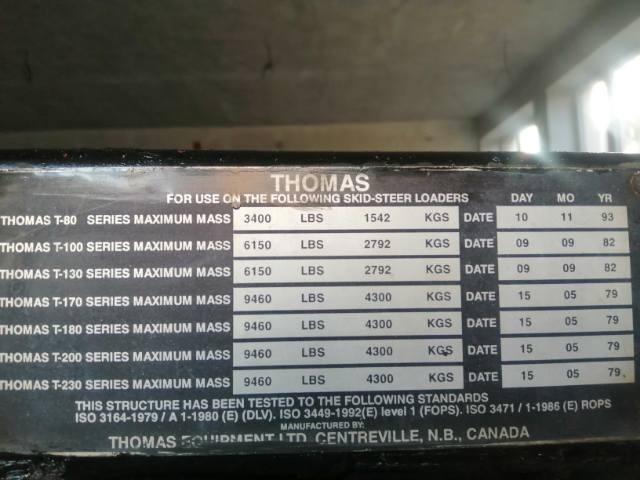 THOMAS
FOR USE ON THE FOLLOWING SKID-STEER LOADERS DAY MO YR
THOMAS T-80 SERIES MAXIMUM MASS 3400 LBS 1542 KGS DATE 10 11 93
THOMAS T-100 SERIES MAXIMUM MASS 6150 LBS 2792 KGS DATE 09 09 82
THOMAS T-130 SERIES MAXIMUM MASS 6150 LBS 2792 KGS DATE 09 09 82
THOMAS T-170 SERIES MAXIMUM MASS 9460 LBS 4300 KGS DATE 15 05 79
THOMAS T-180 SERIES MAXIMUM MASS 9460 LBS 4300 KGS DATE 15 05 79
THOMAS T-200 SERIES MAXIMUM MASS 9460 LBS 4300 KGS DATE 15 05 79
THOMAS T-230 SERIES MAXIMUM MASS 9460 LBS 4300 KGS DATE 15 05 79
THIS STRUCTURE HAS BEEN TESTED TO THE FOLLOWING STANDARDS
ISO 3164-1979 / A 1-1980 (E) (DLV). ISO 3449-1992(E) level 1 (FOPS). ISO 3471 / 1-1986 (E) ROPS
MANUFACTURED BY:
THOMAS EQUIPMENT LTD. CENTREVILLE, N.B., CANADA